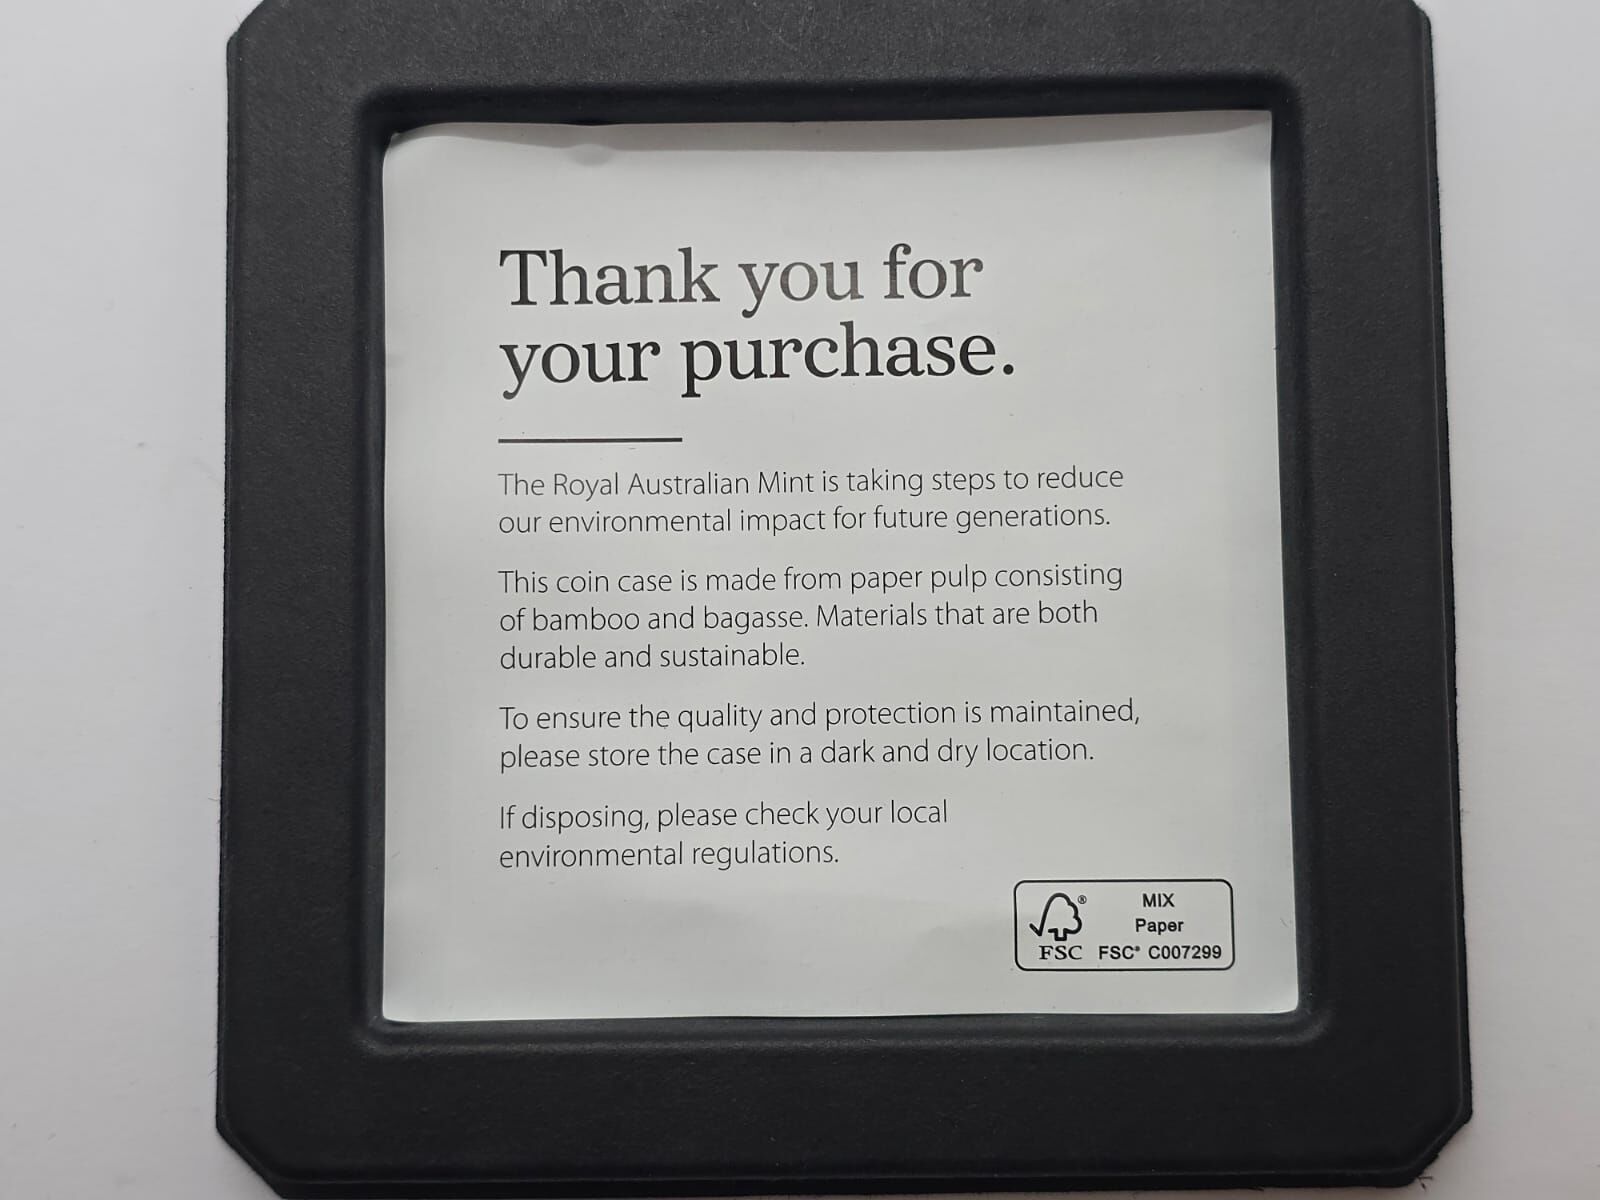 Thank you for
your purchase.
The Royal Australian Mint is taking steps to reduce
our environmental impact for future generations.
This coin case is made from paper pulp consisting
of bamboo and bagasse. Materials that are both
durable and sustainable.
To ensure the quality and protection is maintained,
please store the case in a dark and dry location.
If disposing, please check your local
environmental regulations.
®
FSC
MIX
Paper
FSC® C007299